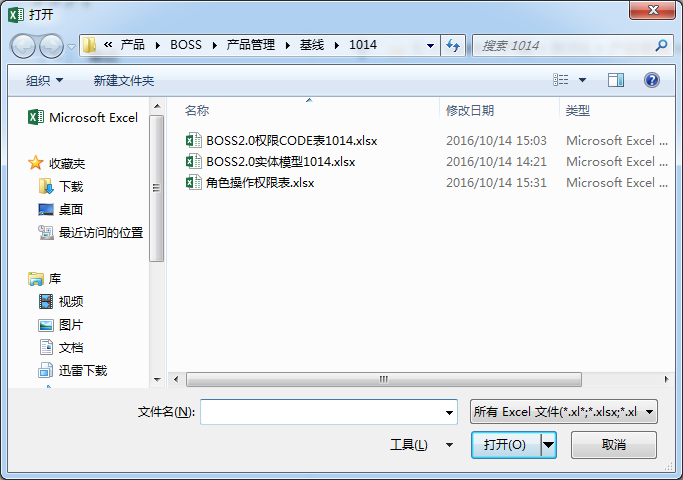 打开
« 产品 BOSS 产品管理 基线 1014
搜索 1014
组织 新建文件夹
Microsoft Excel
收藏夹
下载
桌面
最近访问的位置
库
视频
图片
文档
迅雷下载
名称 修改日期 类型
BOSS2.0权限CODE表1014.xlsx 2016/10/14 15:03 Microsoft Excel ...
BOSS2.0实体模型1014.xlsx 2016/10/14 14:21 Microsoft Excel ...
角色操作权限表.xlsx 2016/10/14 15:31 Microsoft Excel ...
文件名(N):
所有 Excel 文件(*.xl*;*.xlsx;*.xl
工具(L) 打开(O) 取消